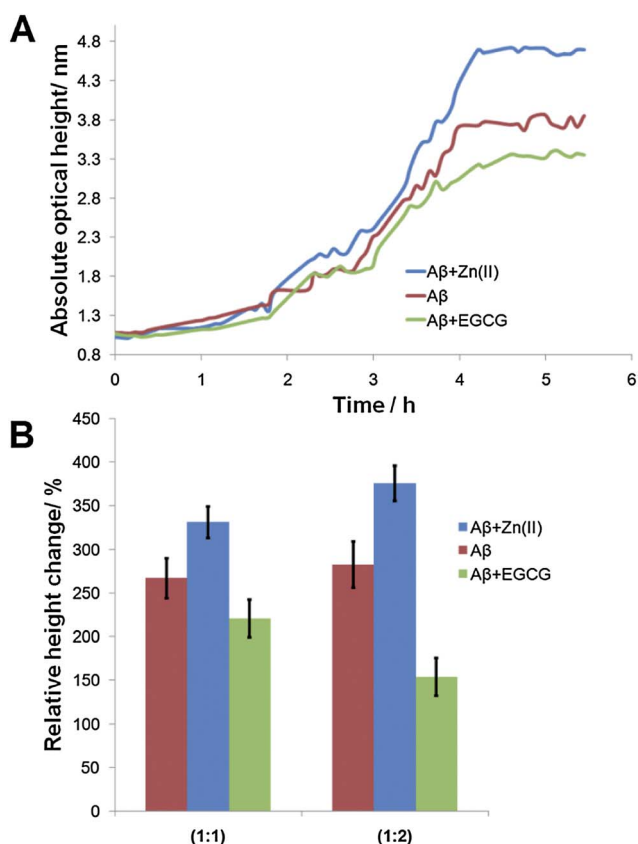 A
Absolute optical height/ nm
4.8
4.3
3.8
3.3
2.8
2.3
1.8
1.3
0.8
Aβ+Zn(II)
Aβ
Aβ+EGCG
0 1 2 3 4 5 6
Time / h
B
Relative height change/ %
450
400
350
300
250
200
150
100
50
0
Aβ+Zn(II)
Aβ
Aβ+EGCG
(1:1) (1:2)